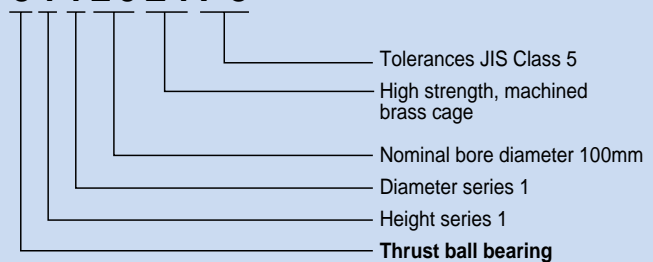 Tolerances JIS Class 5
High strength, machined
brass cage
Nominal bore diameter 100mm
Diameter series 1
Height series 1
Thrust ball bearing